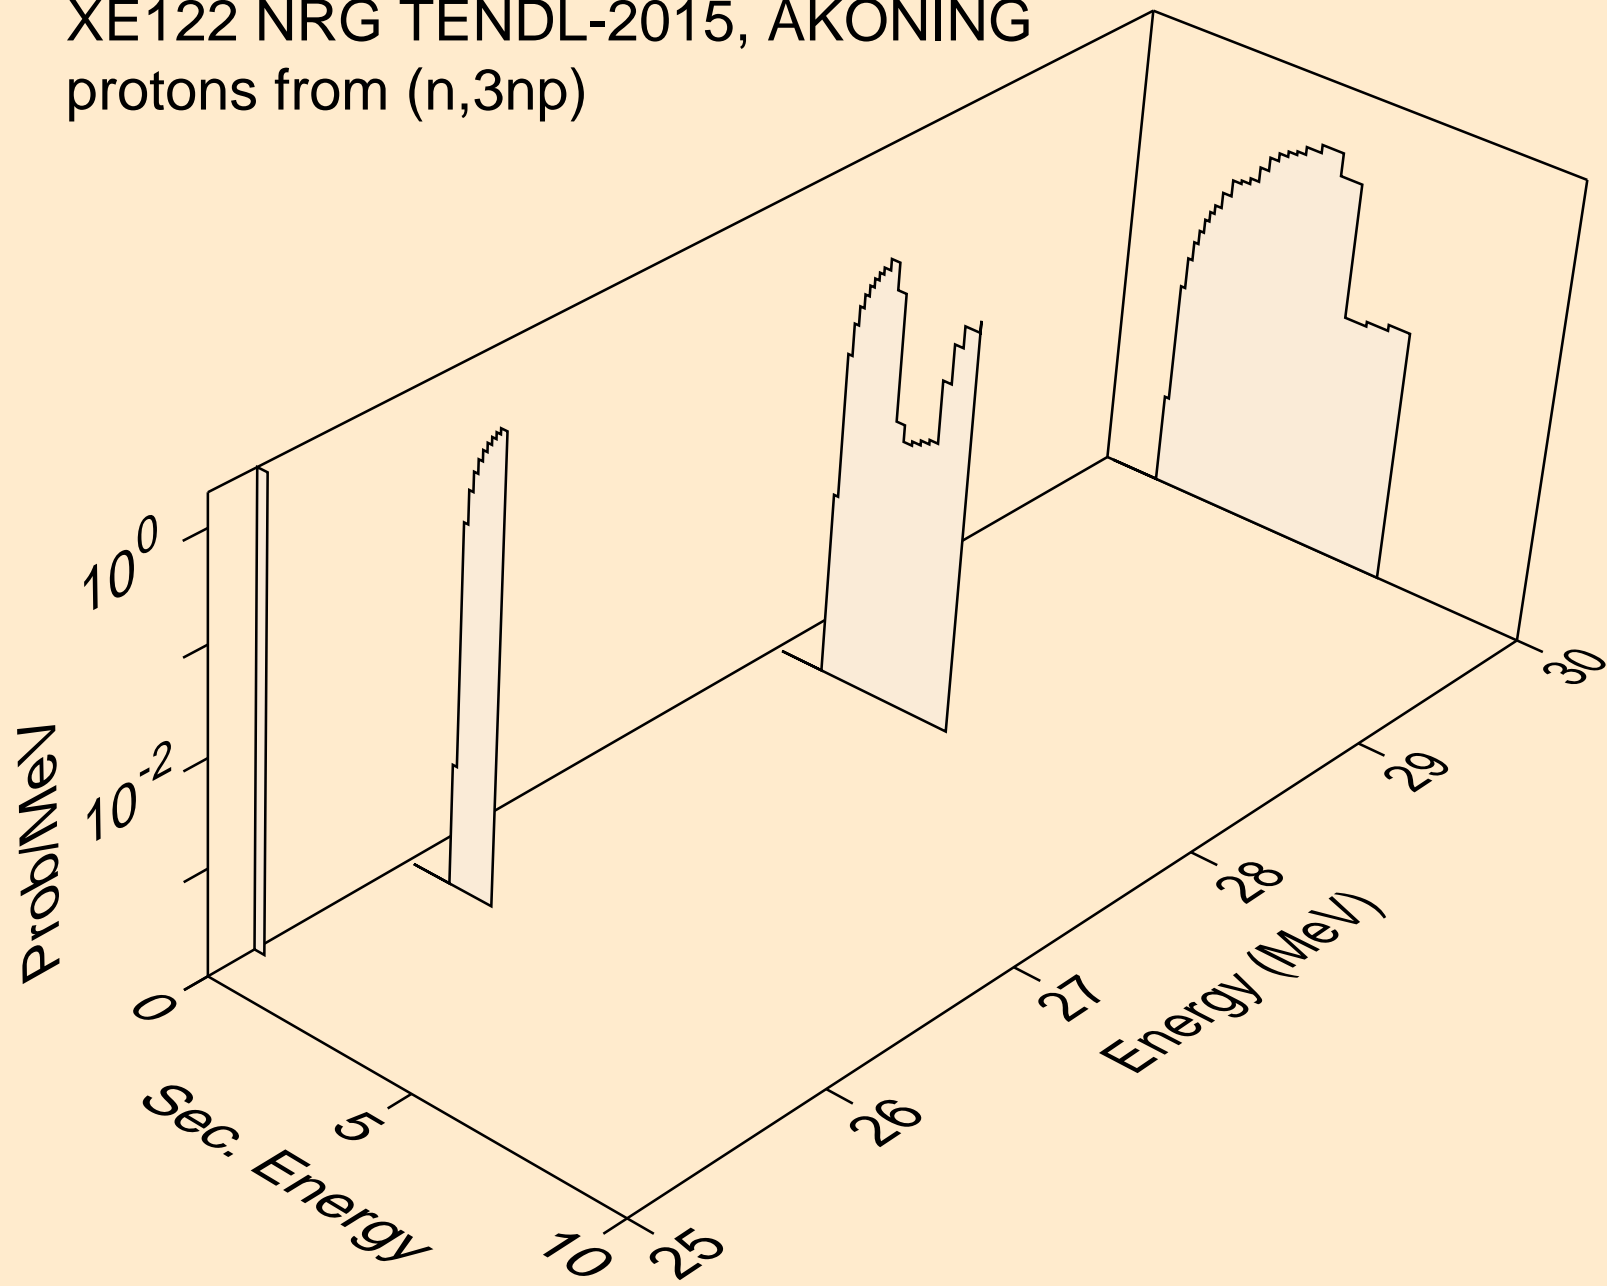 XE122 NRG TENDL-2015, AKONING
protons from (n,3np)
10^0
10^-2
Prob/MeV
0
5
10
Sec. Energy
25
26
27
28
29
30
Energy (MeV)